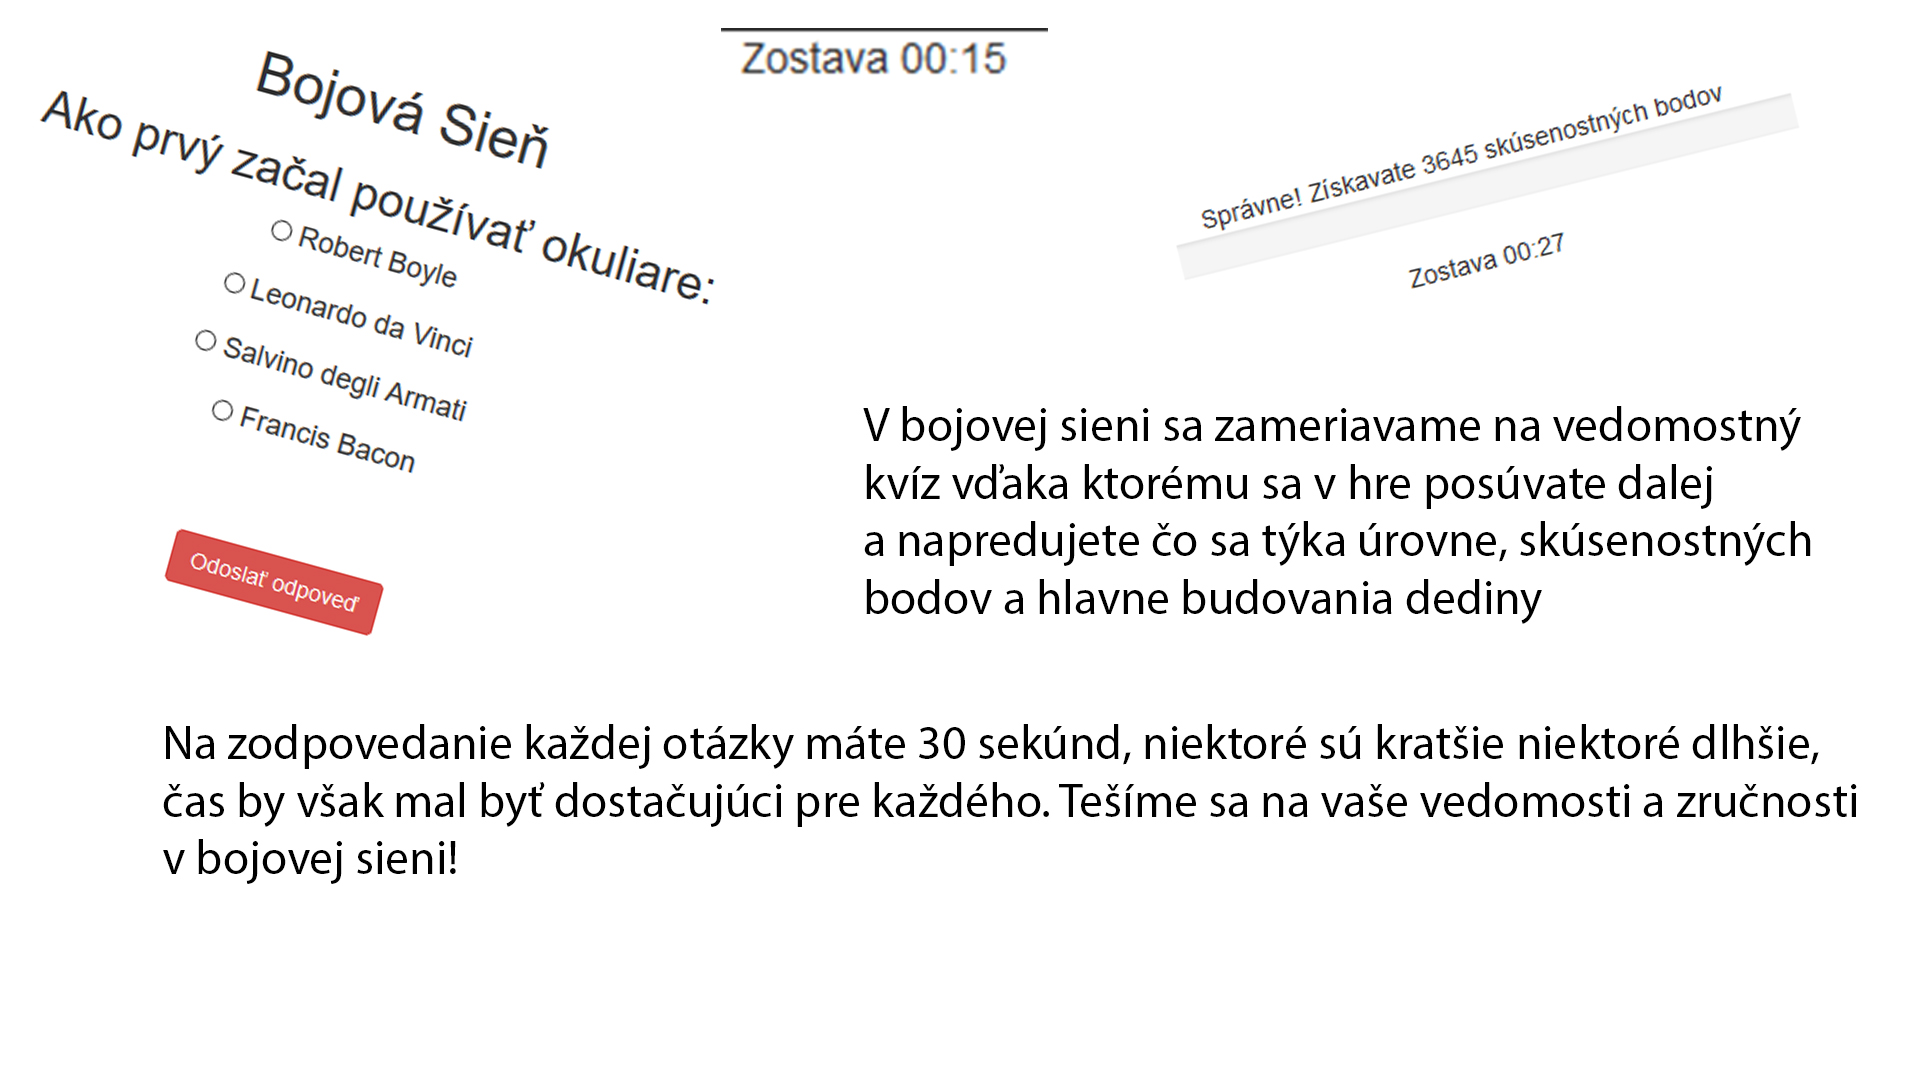 Bojová Sieň
Ako prvý začal používať okuliare:
Robert Boyle
Leonardo da Vinci
Salvino degli Armati
Francis Bacon
Odoslať odpoveď
Zostava 00:15
Správne! Získavate 3645 skúsenostných bodov
Zostava 00:27
V bojovej sieni sa zameriavame na vedomostný
kvíz vďaka ktorému sa v hre posúvate dalej
a napredujete čo sa týka úrovne, skúsenostných
bodov a hlavne budovania dediny
Na zodpovedanie každej otázky máte 30 sekúnd, niektoré sú kratšie niektoré dlhšie,
čas by však mal byť dostačujúci pre každého. Tešíme sa na vaše vedomosti a zručnosti
v bojovej sieni!